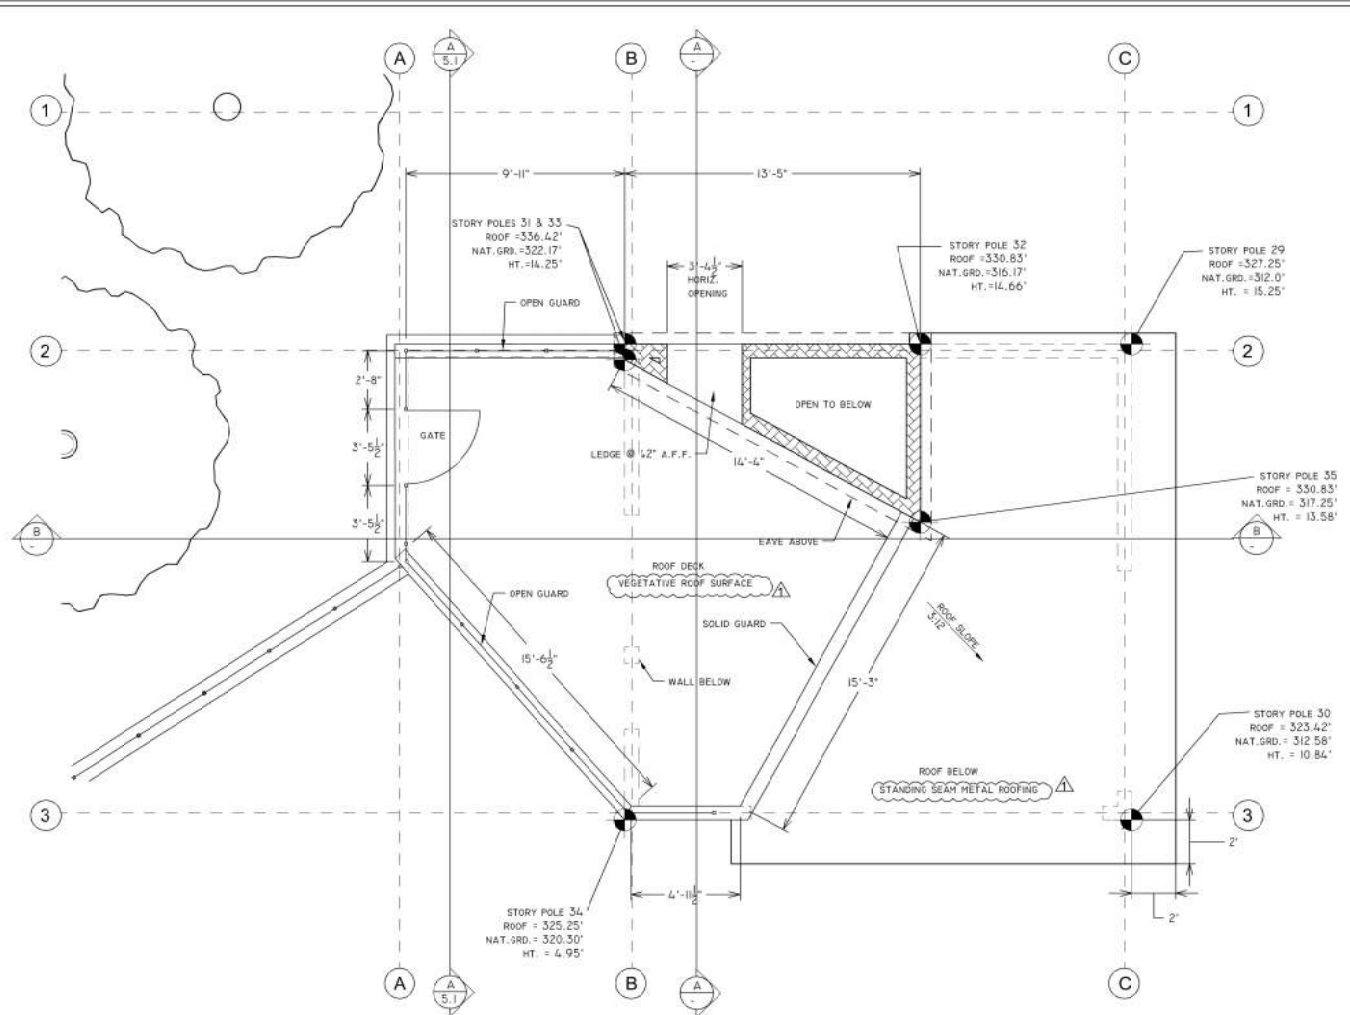 A
A
5.1
B
A
-
C
1
1
9'-11"
13'-5"
STORY POLES 31 & 33
ROOF =336.42'
NAT.GRD.=322.17'
HT.=14.25'
3'-4½"
HORIZ.
OPENING
STORY POLE 32
ROOF =330.83'
NAT.GRD.=316.17'
HT.=14.66'
STORY POLE 29
ROOF =327.25'
NAT.GRD.=312.0'
HT. = 15.25'
OPEN GUARD
2
2
2'-8"
OPEN TO BELOW
GATE
3'-5½"
LEDGE @ 42" A.F.F.
14'-4"
STORY POLE 35
ROOF = 330.83'
NAT.GRD.= 317.25'
HT. = 13.58'
3'-5½"
B
-
EAVE ABOVE
B
-
ROOF DECK
VEGETATIVE ROOF SURFACE
1
OPEN GUARD
SOLID GUARD
ROOF SLOPE
3:12
15'-6½"
WALL BELOW
15'-3"
STORY POLE 30
ROOF = 323.42'
NAT.GRD.= 312.58'
HT. = 10.84'
ROOF BELOW
STANDING SEAM METAL ROOFING
1
3
3
2'
4'-11½"
2'
STORY POLE 34
ROOF = 325.25'
NAT.GRD.= 320.30'
HT. = 4.95'
A
A
5.1
B
A
-
C